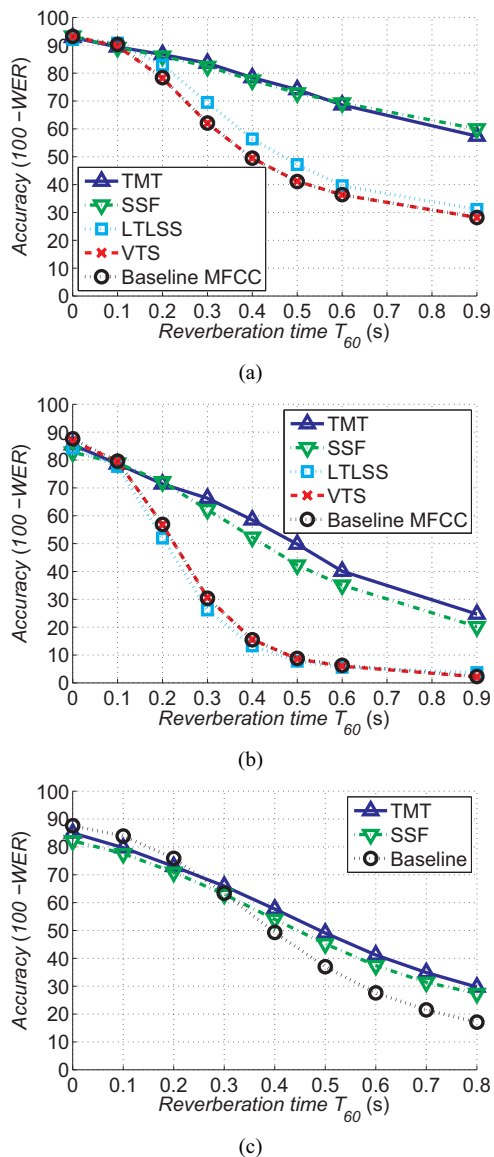 100
90
80
70
60
50
40
30
20
10
0
Accuracy (100 −WER)
TMT
SSF
LTLSS
VTS
Baseline MFCC
0 0.1 0.2 0.3 0.4 0.5 0.6 0.7 0.8 0.9
Reverberation time T60 (s)
(a)
100
90
80
70
60
50
40
30
20
10
0
Accuracy (100 −WER)
TMT
SSF
LTLSS
VTS
Baseline MFCC
0 0.1 0.2 0.3 0.4 0.5 0.6 0.7 0.8 0.9
Reverberation time T60 (s)
(b)
100
90
80
70
60
50
40
30
20
10
0
Accuracy (100 −WER)
TMT
SSF
Baseline
0 0.1 0.2 0.3 0.4 0.5 0.6 0.7 0.8
Reverberation time T60 (s)
(c)